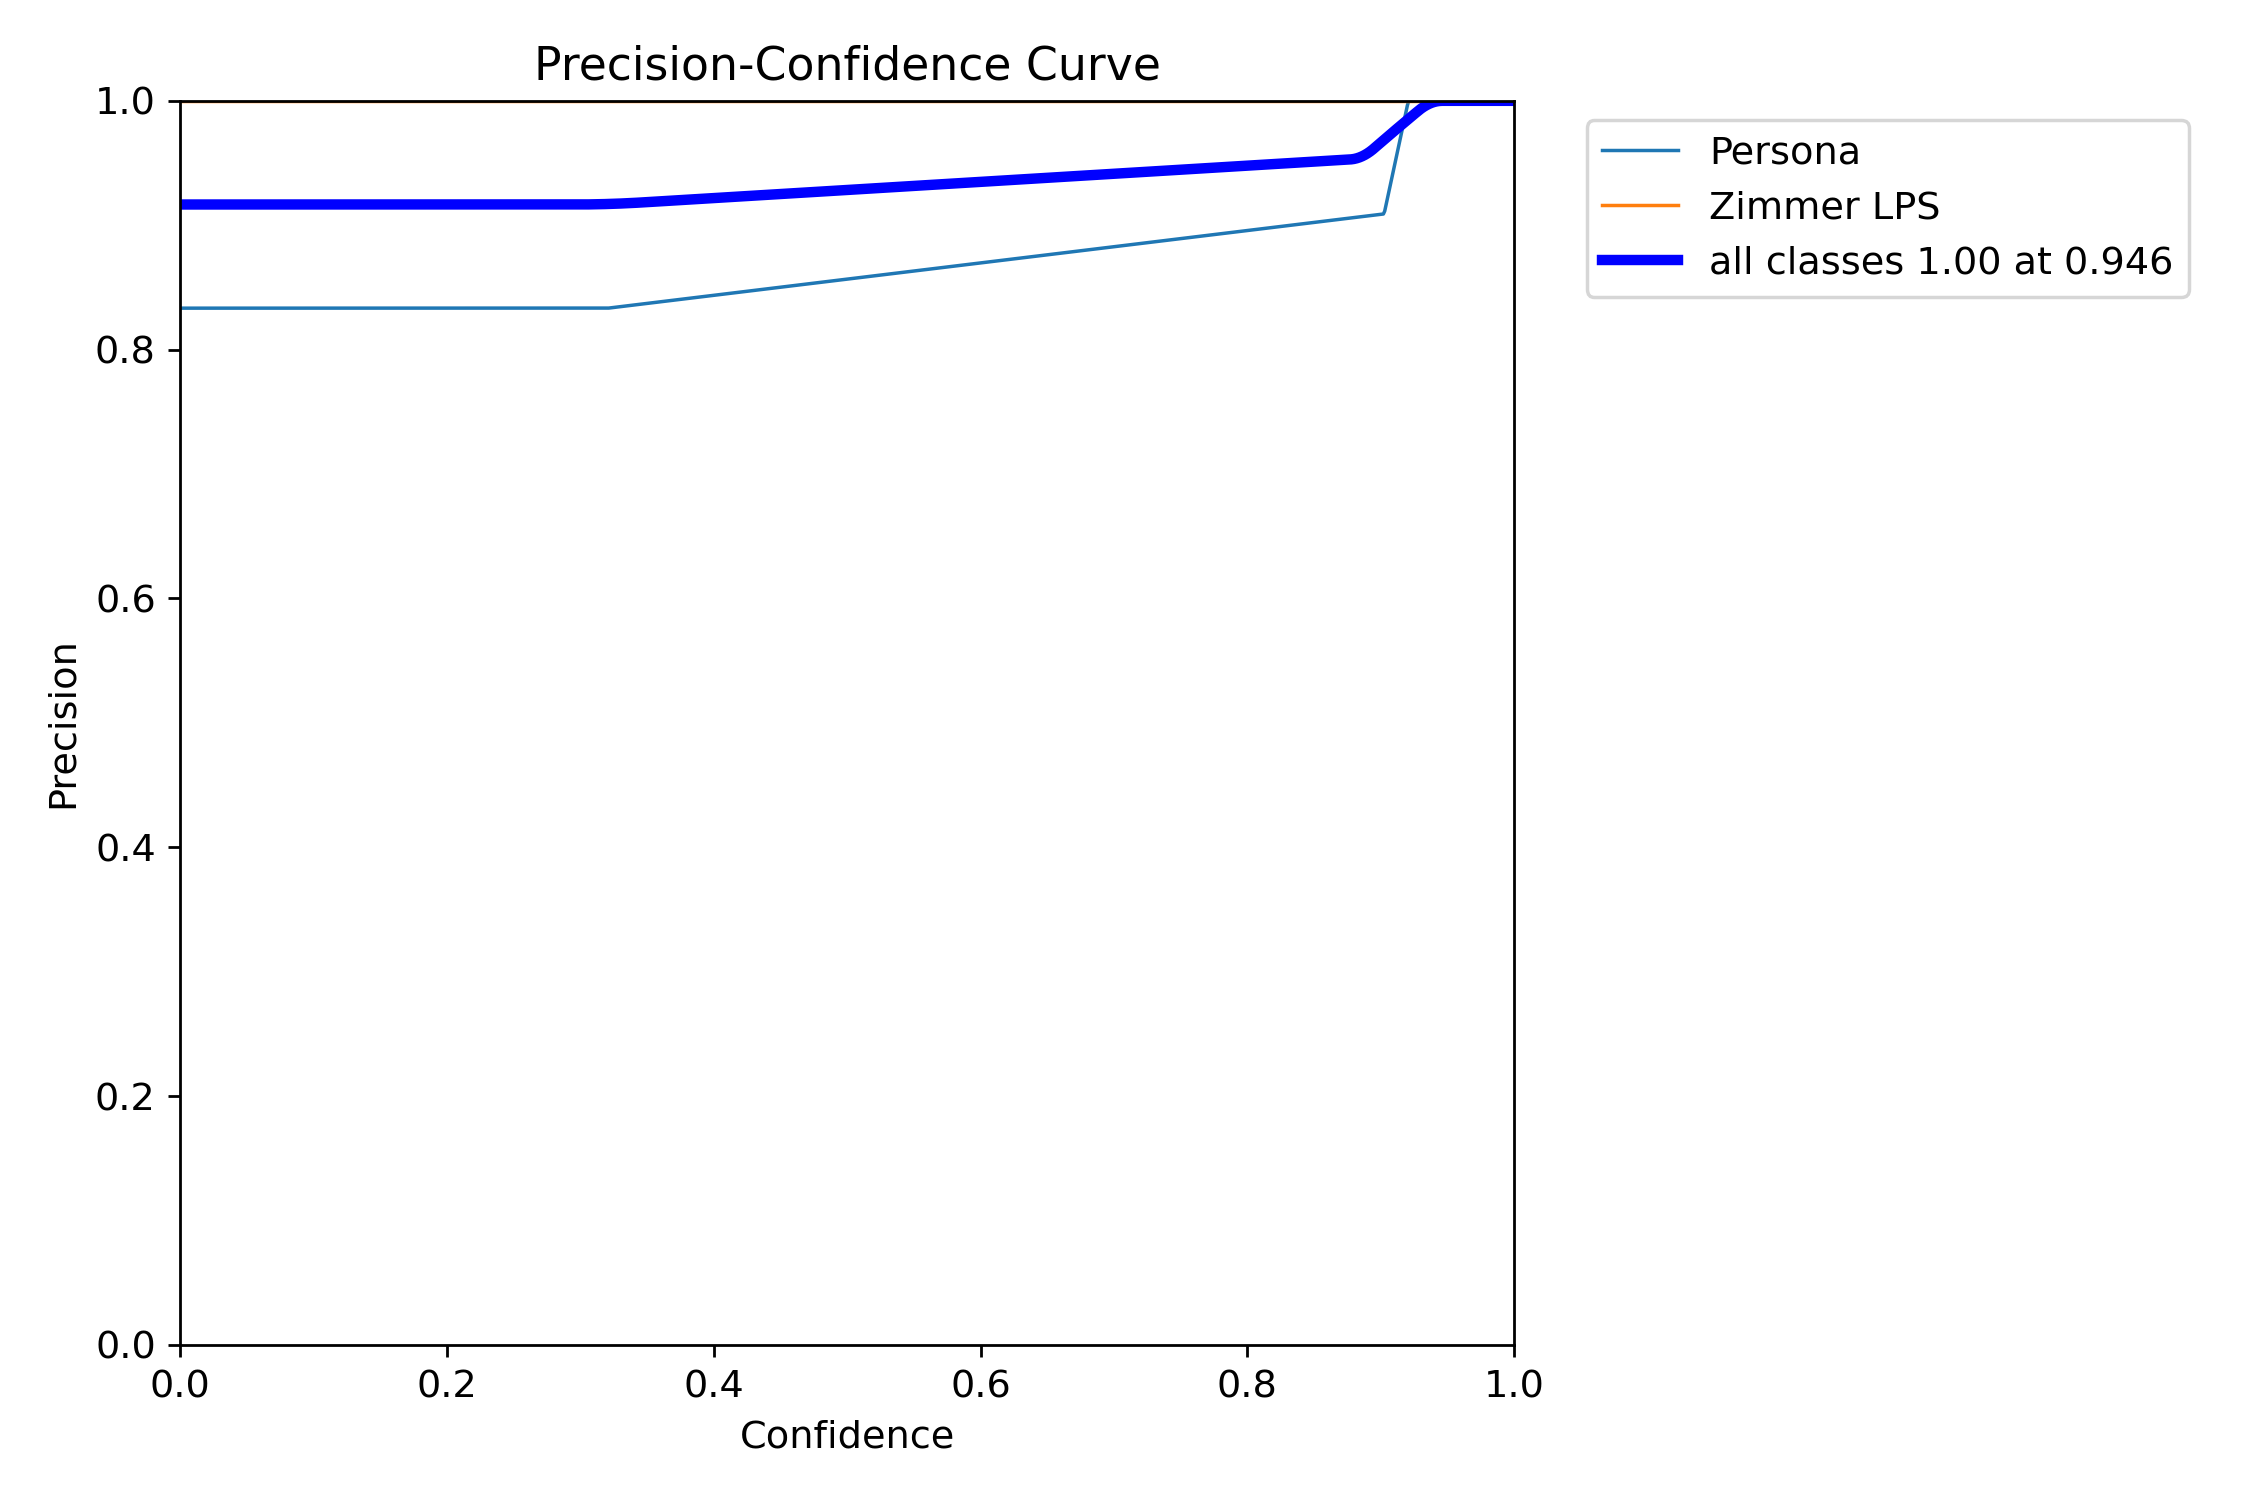 Precision-Confidence Curve
1.0
0.8
0.6
0.4
0.2
0.0
Precision
0.0 0.2 0.4 0.6 0.8 1.0
Confidence
Persona
Zimmer LPS
all classes 1.00 at 0.946